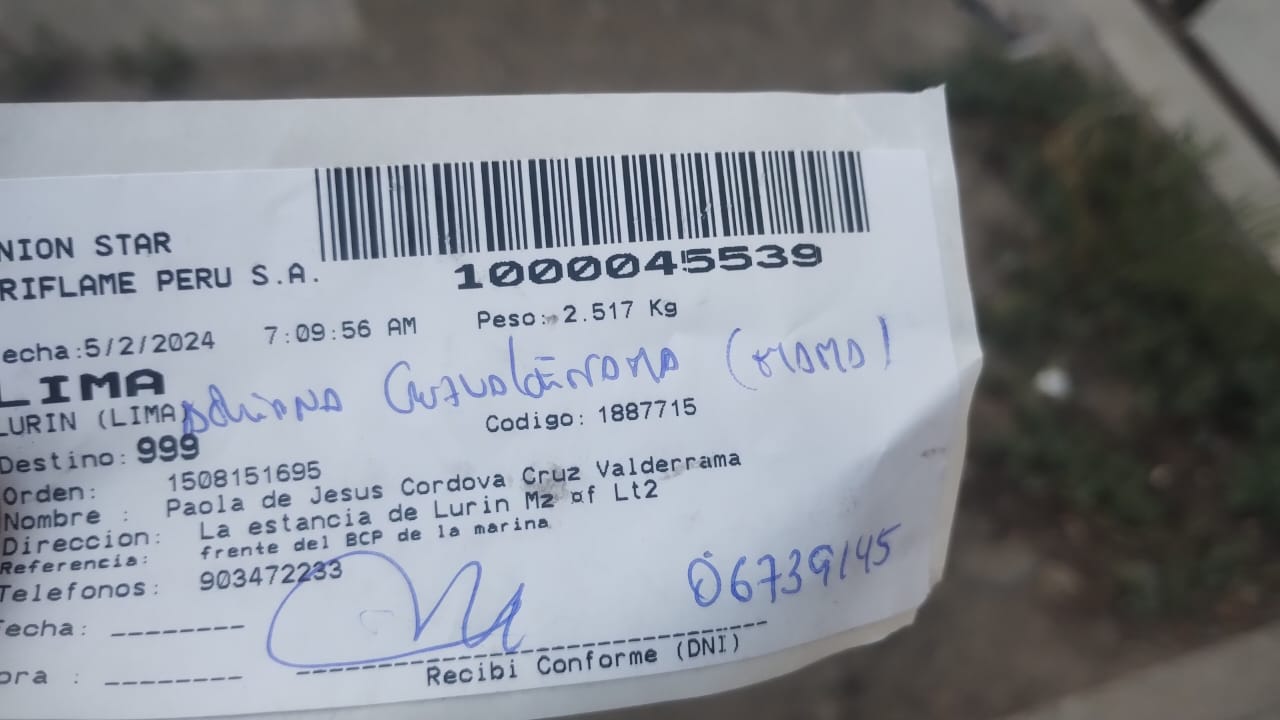 NION STAR
RIFLAME PERU S.A.
1000045539
echa:5/2/2024 7:09:56 AM Peso: 2.517 Kg
LIMA
LURIN (LIMA) (MAMA)
Codigo: 1887715
Destino: 999
Orden: 1508151695
Nombre : Paola de Jesus Cordova Cruz Valderrama
Direccion: La estancia de Lurin Mz ¤f Lt2
Referencia: frente del BCP de la marina
Telefonos: 903472233
echa: --------
06739145
ora : --------
Recibi Conforme (DNI)